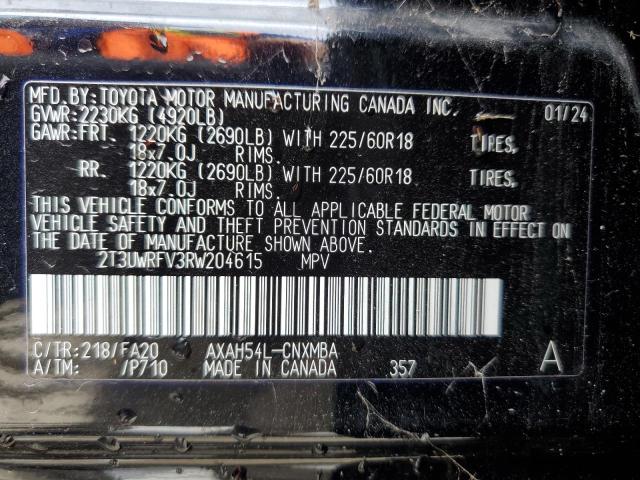 MFD.BY:TOYOTA MOTOR MANUFACTURING CANADA INC. 01/24
GVWR:2230KG (4920LB)
GAWR:FRT. 1220KG (2690LB) WITH 225/60R18 TIRES,
18x7.0J RIMS.
RR. 1220KG (2690LB) WITH 225/60R18 TIRES,
18x7.0J RIMS.
THIS VEHICLE CONFORMS TO ALL APPLICABLE FEDERAL MOTOR
VEHICLE SAFETY AND THEFT PREVENTION STANDARDS IN EFFECT ON
THE DATE OF MANUFACTURE SHOWN ABOVE.
2T3UWRFV3RW204615 MPV
C/TR:218/FA20 AXAH54L-CNXMBA A
A/TM: /P710 MADE IN CANADA 357